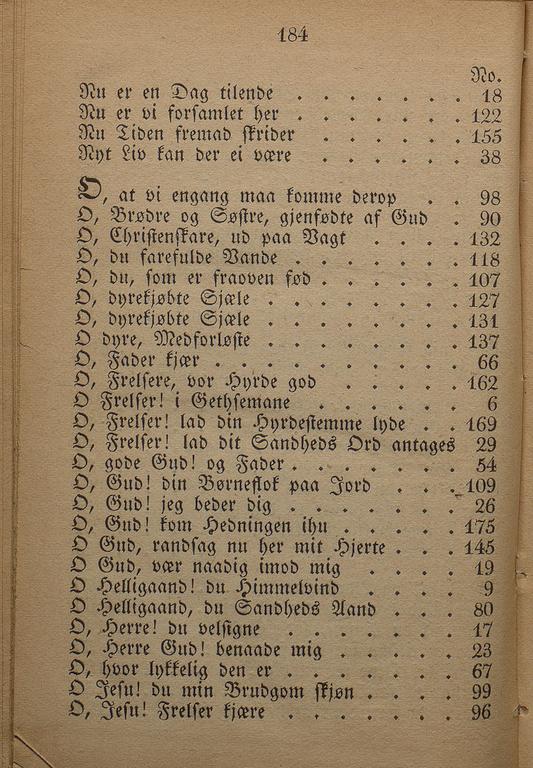 184
No.
Nu er en Dag tilende . . . . . . . 18
Nu er vi forsamlet her . . . . . . . 122
Nu Tiden fremad skrider . . . . . . 155
Nyt Liv kan der ei være . . . . . . 38
O, at vi engang maa komme derop . . 98
O, Brødre og Søstre, gjenfødte af Gud . 90
O, Christenskare, ud paa Vagt . . . . 132
O, du farefulde Vande . . . . . . . 118
O, du, som er fraoven fød . . . . . . 107
O, dyrekjøbte Sjæle . . . . . . . . 127
O, dyrekjøbte Sjæle . . . . . . . . 131
O dyre, Medforløste . . . . . . . . 137
O, Fader kjær . . . . . . . . . . 66
O, Frelsere, vor Hyrde god . . . . . 162
O Frelser! i Gethsemane . . . . . . 6
O, Frelser! lad din Hyrdestemme lyde . . 169
O, Frelser! lad dit Sandheds Ord antages 29
O, gode Gud! og Fader . . . . . . . 54
O, Gud! din Børneflok paa Jord . . . 109
O, Gud! jeg beder dig . . . . . . . 26
O, Gud! kom Hedningen ihu . . . . . 175
O Gud, randsag nu her mit Hjerte . . . 145
O Gud, vær naadig imod mig . . . . 19
O Helligaand! du Himmelvind . . . . 9
O Helligaand, du Sandheds Aand . . . 80
O, Herre! du velsigne . . . . . . . 17
O, Herre Gud! benaade mig . . . . . 23
O, hvor lykkelig den er . . . . . . . 67
O Jesu! du min Brudgom skjøn . . . . 99
O, Jesu! Frelser kjære . . . . . . . 96